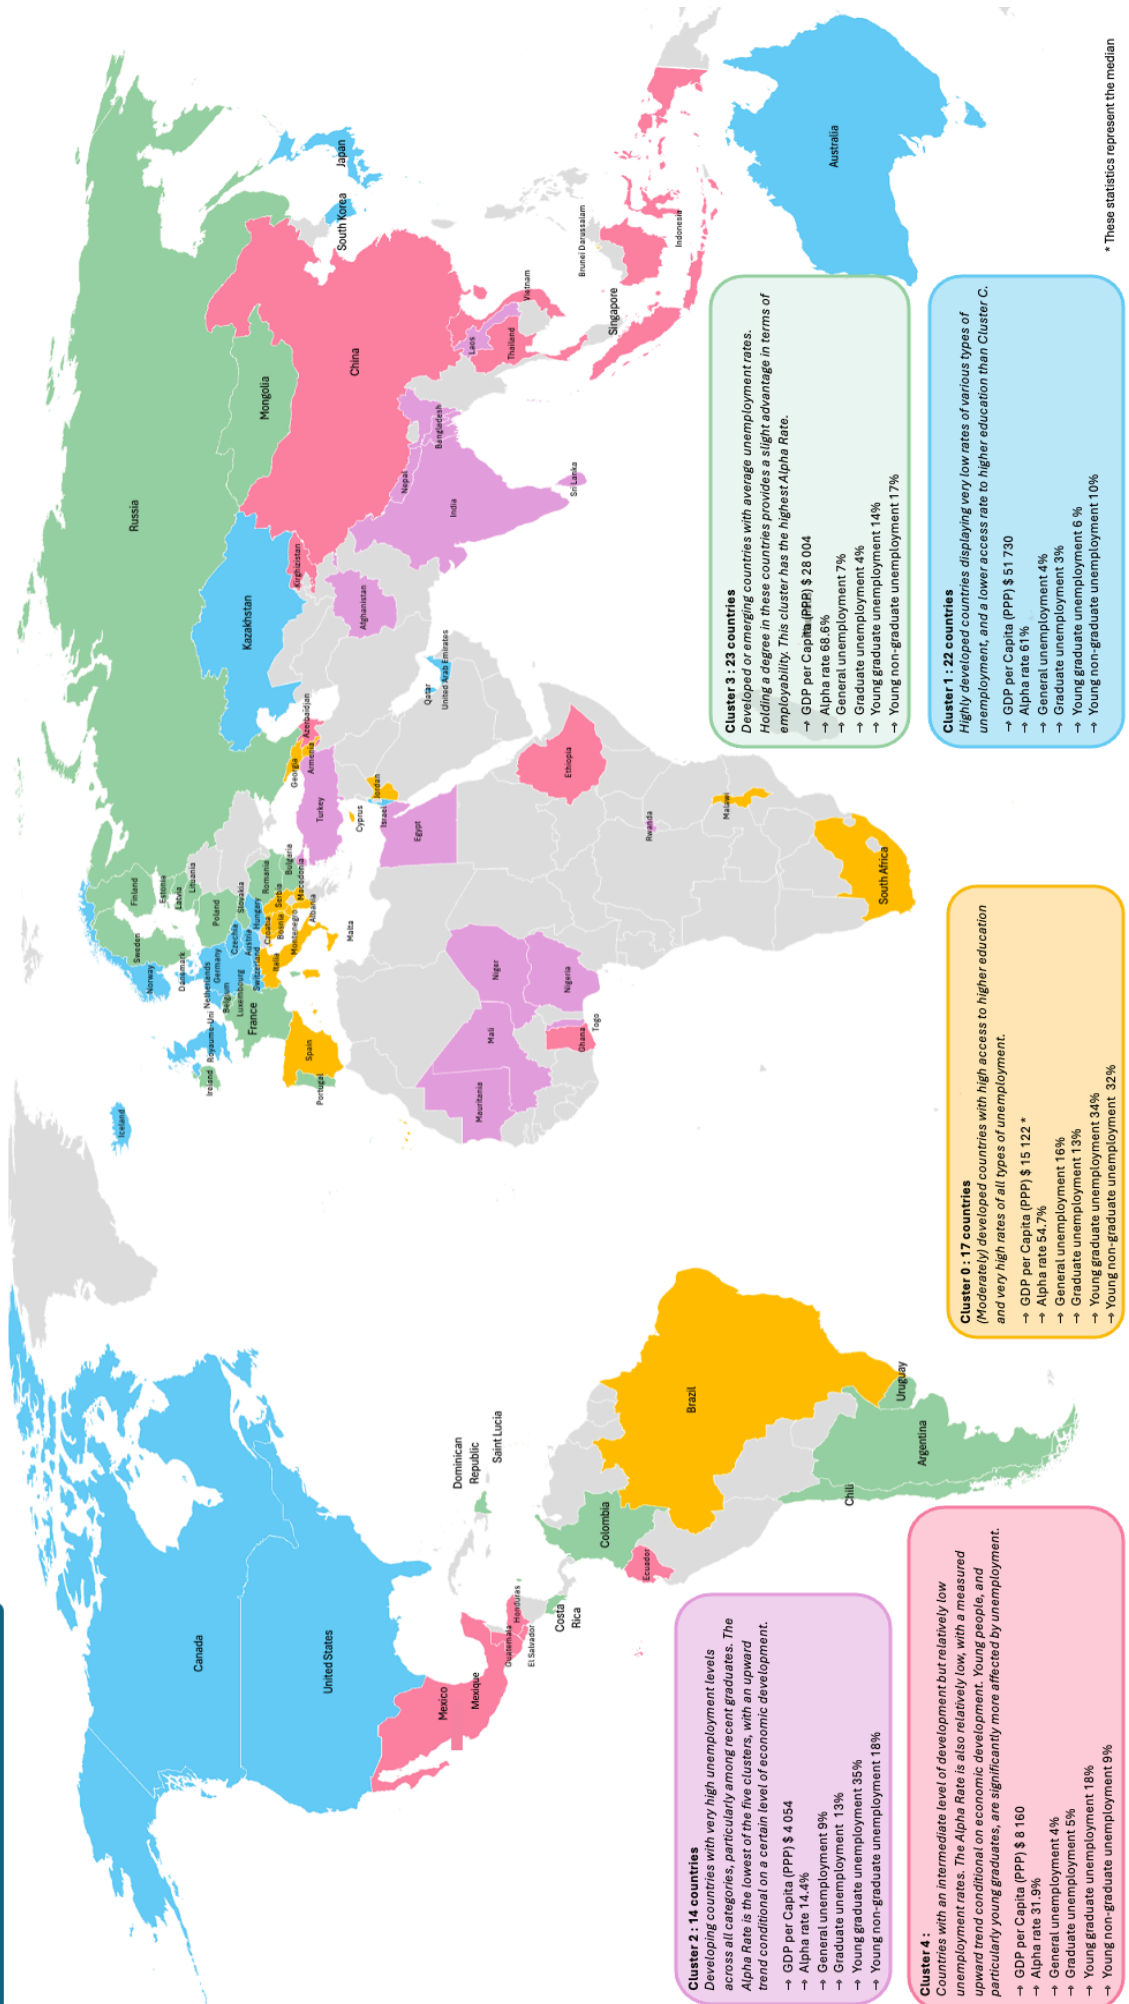 Canada
United States
Mexico
Mexique
Guatemala
Honduras
El Salvador
Costa
Rica
Dominican
Republic
Saint Lucia
Colombia
Ecuador
Brazil
Chili
Argentina
Uruguay
Iceland
Norway
Sweden
Finland
Estonia
Latvia
Lithuania
Danemark
Ireland
Royaume-Uni
Netherlands
Belgium
Germany
Luxembourg
France
Switzerland
Poland
Czechia
Austria
Slovakia
Hungary
Romania
Bulgaria
Serbia
Croatia
Bosnia
Montenegro
Macedonia
Albania
Italia
Malta
Spain
Portugal
Russia
Kazakhstan
Mongolia
China
Japan
South Korea
Kirghizistan
Afghanistan
Georgia
Armenia
Azerbaidjan
Turkey
Cyprus
Israel
Jordan
Egypt
Qatar
United Arab Emirates
Nepal
India
Bangladesh
Sri Lanka
Laos
Thailand
Vietnam
Brunei Darussalam
Singapore
Indonesia
Australia
Mauritania
Mali
Niger
Nigeria
Ghana
Togo
Ethiopia
Rwanda
Malawi
South Africa
Cluster 2 : 14 countries
Developing countries with very high unemployment levels
across all categories, particularly among recent graduates. The
Alpha Rate is the lowest of the five clusters, with an upward
trend conditional on a certain level of economic development.
→ GDP per Capita (PPP) $ 4 054
→ Alpha rate 14.4%
→ General unemployment 9%
→ Graduate unemployment 13%
→ Young graduate unemployment 35%
→ Young non-graduate unemployment 18%
Cluster 4 :
Countries with an intermediate level of development but relatively low
unemployment rates. The Alpha Rate is also relatively low, with a measured
upward trend conditional on economic development. Young people, and
particularly young graduates, are significantly more affected by unemployment.
→ GDP per Capita (PPP) $ 8 160
→ Alpha rate 31.9%
→ General unemployment 4%
→ Graduate unemployment 5%
→ Young graduate unemployment 18%
→ Young non-graduate unemployment 9%
Cluster 0 : 17 countries
(Moderately) developed countries with high access to higher education
and very high rates of all types of unemployment.
→ GDP per Capita (PPP) $ 15 122 *
→ Alpha rate 54.7%
→ General unemployment 16%
→ Graduate unemployment 13%
→ Young graduate unemployment 34%
→ Young non-graduate unemployment 32%
Cluster 3 : 23 countries
Developed or emerging countries with average unemployment rates.
Holding a degree in these countries provides a slight advantage in terms of
employability. This cluster has the highest Alpha Rate.
→ GDP per Capita (PPP) $ 28 004
→ Alpha rate 68.6%
→ General unemployment 7%
→ Graduate unemployment 4%
→ Young graduate unemployment 14%
→ Young non-graduate unemployment 17%
Cluster 1 : 22 countries
Highly developed countries displaying very low rates of various types of
unemployment, and a lower access rate to higher education than Cluster C.
→ GDP per Capita (PPP) $ 51 730
→ Alpha rate 61%
→ General unemployment 4%
→ Graduate unemployment 3%
→ Young graduate unemployment 6 %
→ Young non-graduate unemployment 10%
* These statistics represent the median